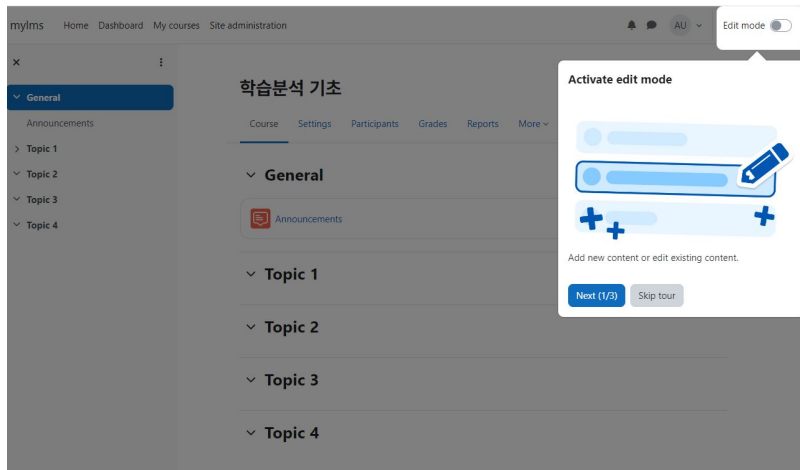 mylms Home Dashboard My courses Site administration AU Edit mode
General
Announcements
Topic 1
Topic 2
Topic 3
Topic 4
학습분석 기초
Course Settings Participants Grades Reports More
General
Announcements
Topic 1
Topic 2
Topic 3
Topic 4
Activate edit mode
Add new content or edit existing content.
Next (1/3) Skip tour